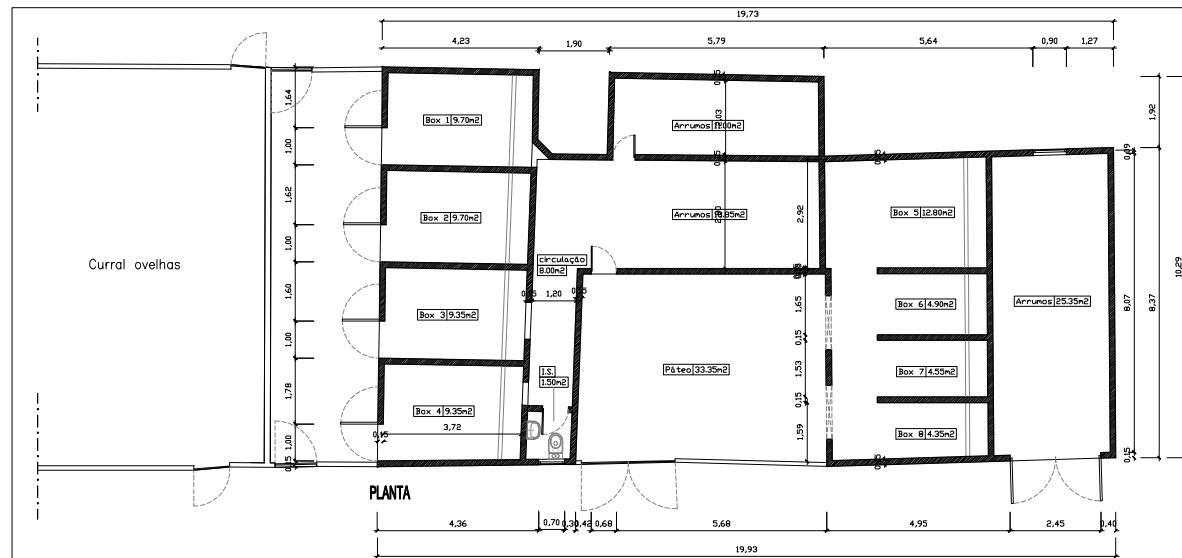 19,73
4,23
1,90
5,79
5,64
0,90
1,27
1,64
1,00
1,62
1,00
1,60
1,00
1,78
1,00
0,15
Box 1 9.70m2
Box 2 9.70m2
Box 3 9.35m2
Box 4 9.35m2
3,72
0,15
Curral ovelhas
circulação
8.00m2
1,20
I.S.
1.50m2
Arrumos
Arrumos
2,92
Páteo 33.35m2
1,65
0,15
1,53
0,15
1,59
Box 5 12.80m2
Box 6 4.90m2
Box 7 4.55m2
Box 8 4.35m2
Arrumos 25.35m2
1,92
8,07
8,37
10,29
0,15
PLANTA
4,36
0,70
0,30
0,42
0,68
5,68
4,95
2,45
0,40
19,93